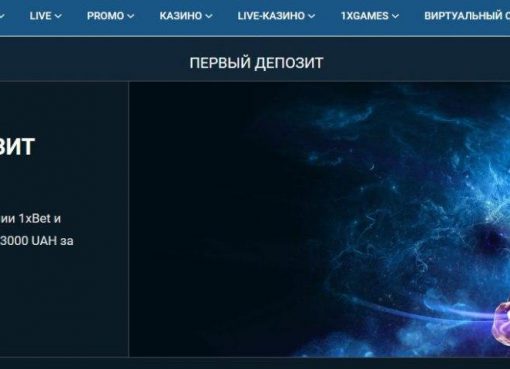 LIVE PROMO КАЗИНО LIVE-КАЗИНО 1XGAMES ВИРТУАЛЬНЫЙ С
ПЕРВЫЙ ДЕПОЗИТ
ЗИТ
ии 1xBet и
3000 UAH за